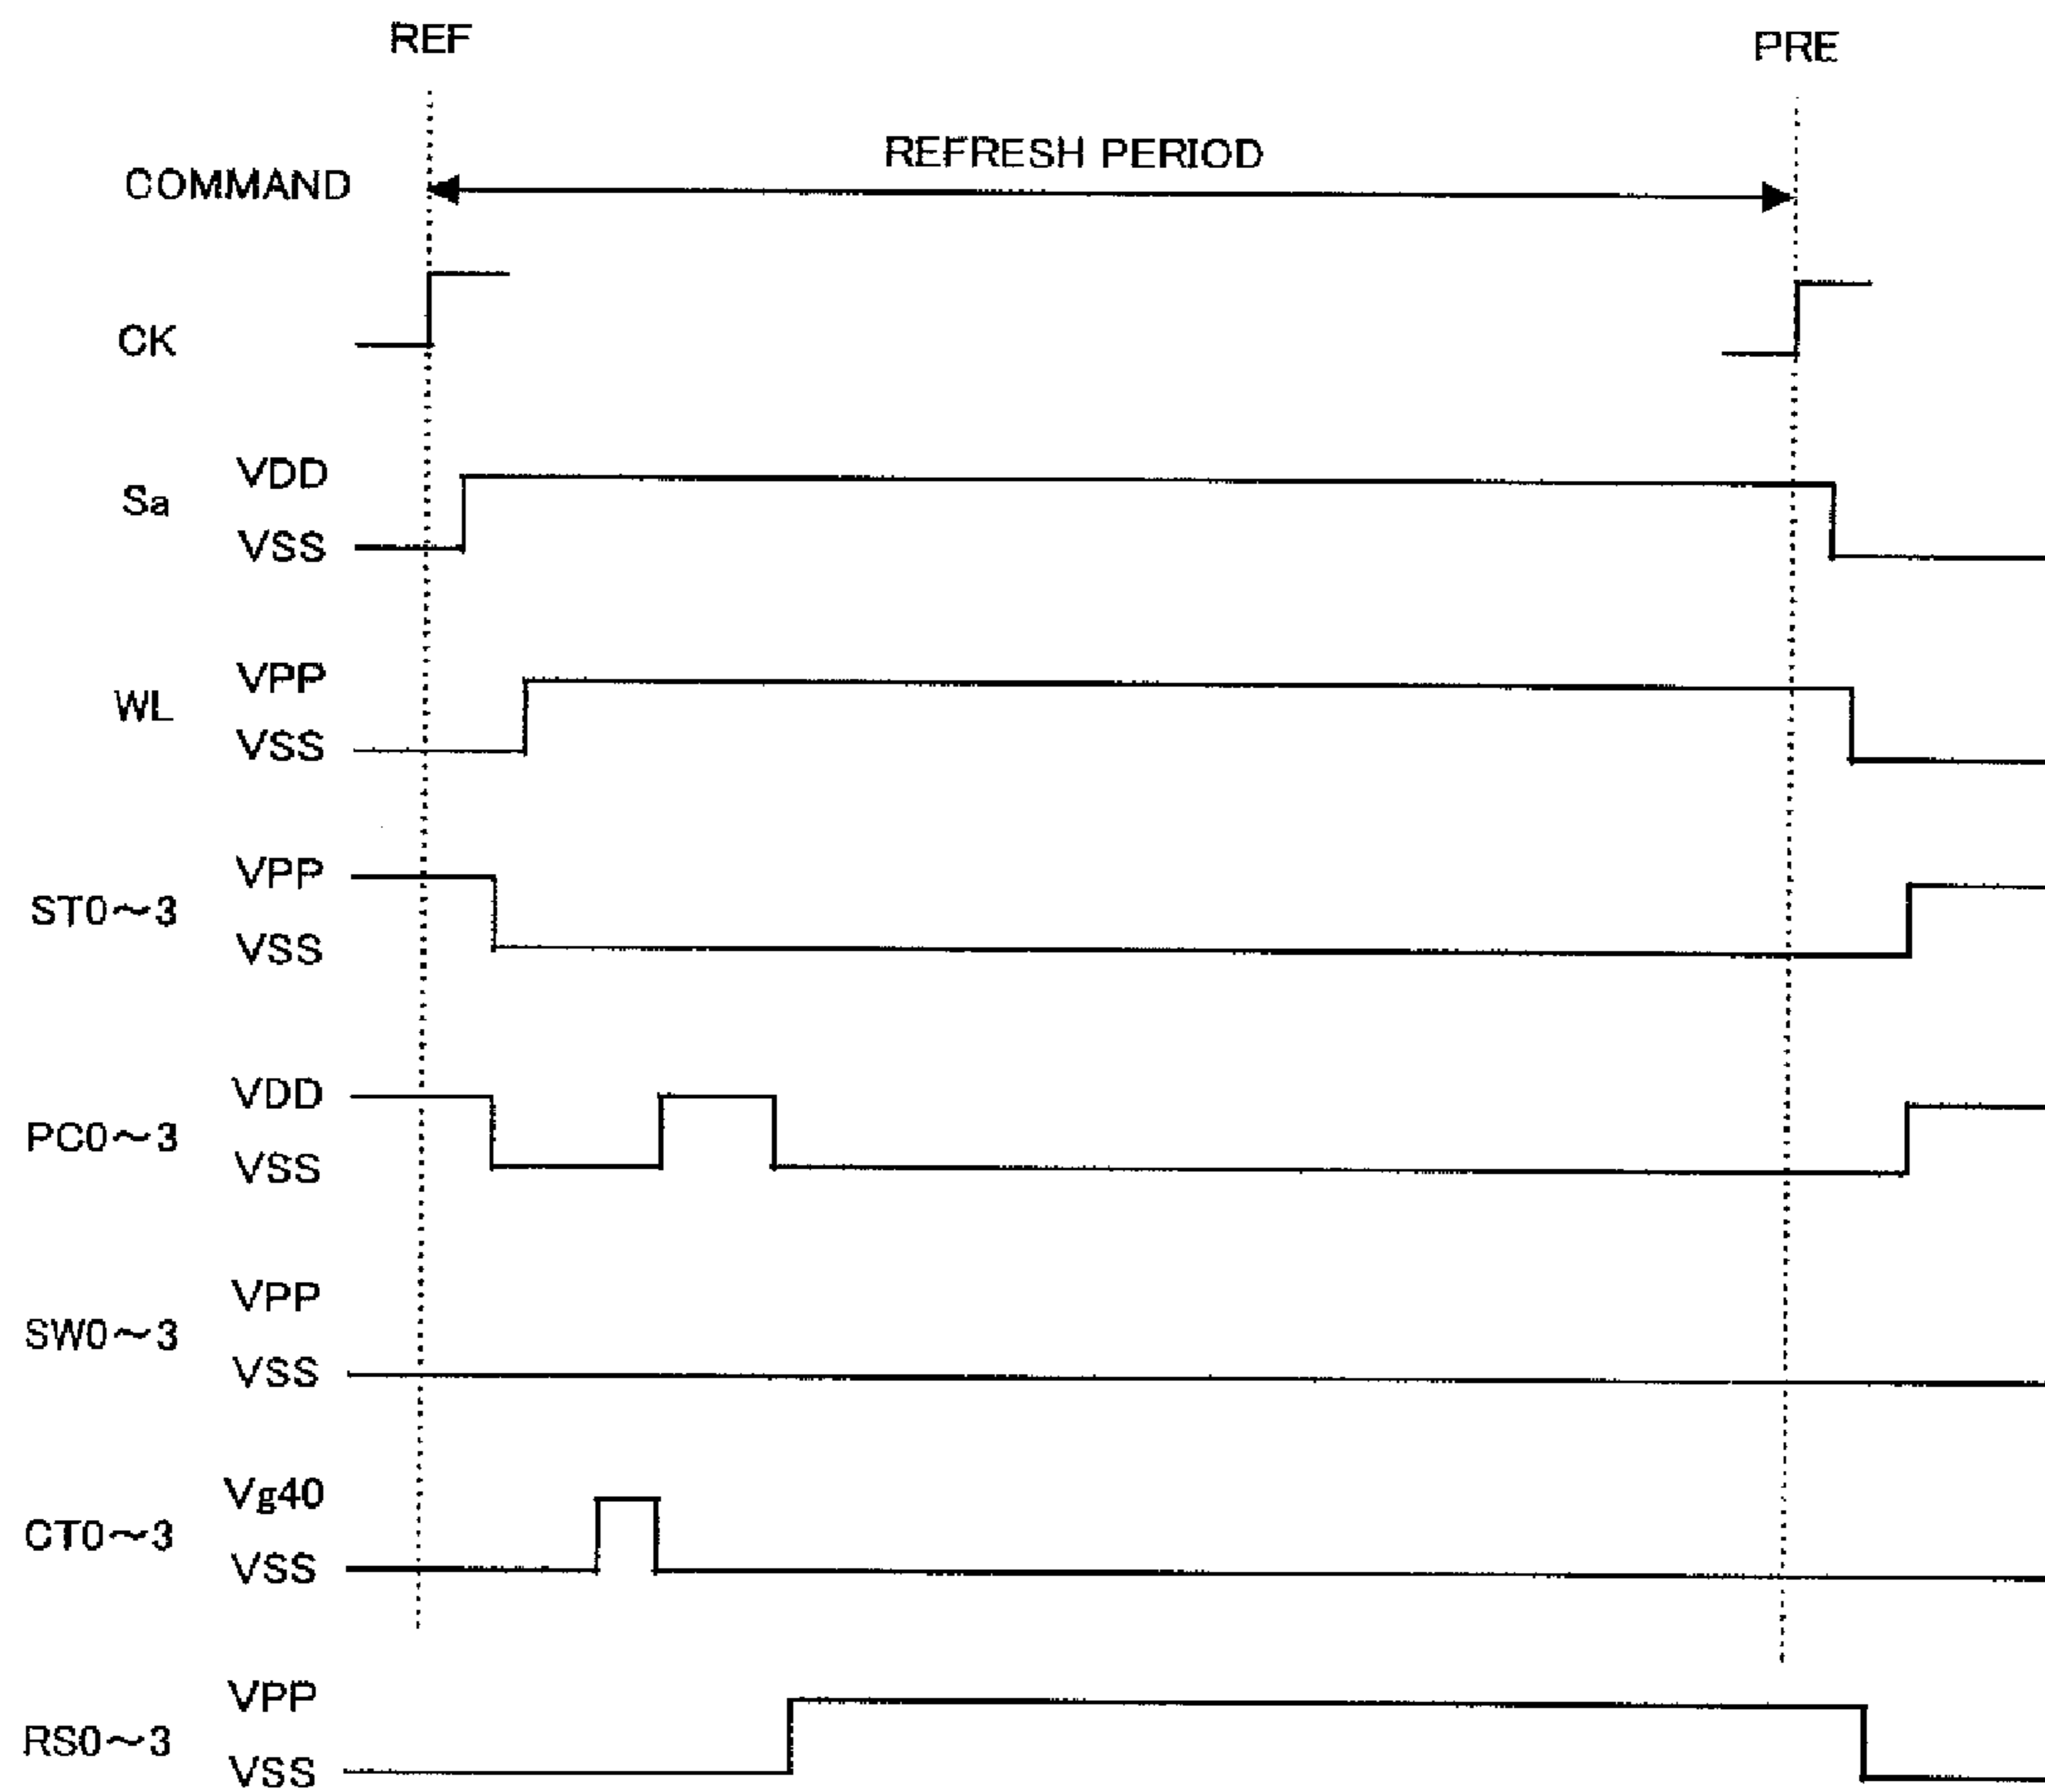 REF
PRE
REFRESH PERIOD
COMMAND
CK
VDD
Sa
VSS
VPP
WL
VSS
VPP
ST0~3
VSS
VDD
PC0~3
VSS
VPP
SW0~3
VSS
Vg40
CT0~3
VSS
VPP
RS0~3
VSS